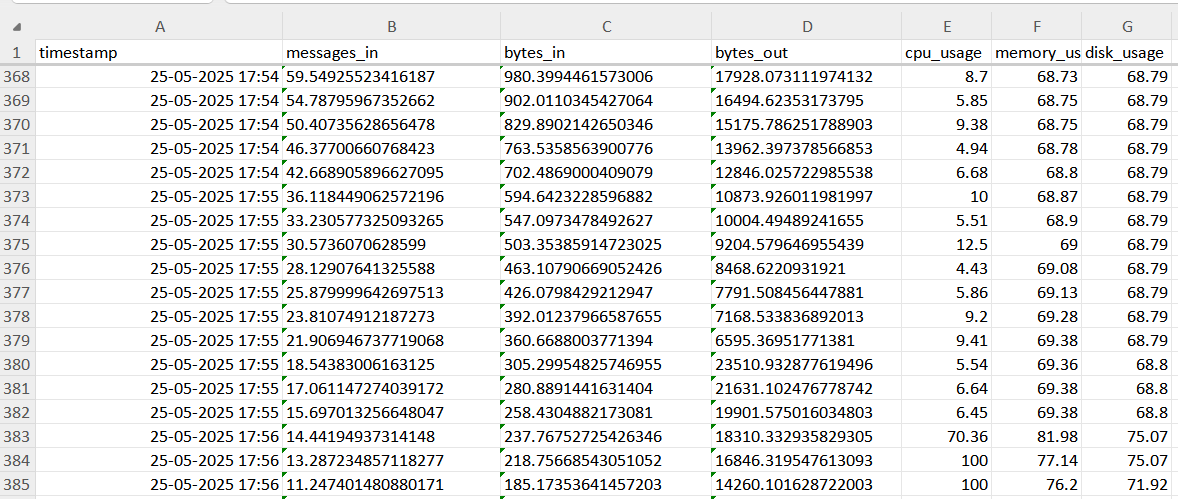 A B C D E F G
1 timestamp messages_in bytes_in bytes_out cpu_usage memory_us disk_usage
368 25-05-2025 17:54 59.54925523416187 980.3994461573006 17928.073111974132 8.7 68.73 68.79
369 25-05-2025 17:54 54.78795967352662 902.0110345427064 16494.62353173795 5.85 68.75 68.79
370 25-05-2025 17:54 50.40735628656478 829.8902142650346 15175.786251788903 9.38 68.75 68.79
371 25-05-2025 17:54 46.37700660768423 763.5358563900776 13962.397378566853 4.94 68.78 68.79
372 25-05-2025 17:54 42.668905896627095 702.4869000409079 12846.025722985538 6.68 68.8 68.79
373 25-05-2025 17:55 36.118449062572196 594.6423228596882 10873.926011981997 10 68.87 68.79
374 25-05-2025 17:55 33.230577325093265 547.0973478492627 10004.49489241655 5.51 68.9 68.79
375 25-05-2025 17:55 30.5736070628599 503.35385914723025 9204.579646955439 12.5 69 68.79
376 25-05-2025 17:55 28.12907641325588 463.10790669052426 8468.6220931921 4.43 69.08 68.79
377 25-05-2025 17:55 25.879999642697513 426.0798429212947 7791.508456447881 5.86 69.13 68.79
378 25-05-2025 17:55 23.81074912187273 392.01237966587655 7168.533836892013 9.2 69.28 68.79
379 25-05-2025 17:55 21.906946737719068 360.6688003771394 6595.36951771381 9.41 69.38 68.79
380 25-05-2025 17:55 18.54383006163125 305.29954825746955 23510.932877619496 5.54 69.36 68.8
381 25-05-2025 17:55 17.061147274039172 280.8891441631404 21631.102476778742 6.64 69.38 68.8
382 25-05-2025 17:55 15.697013256648047 258.4304882173081 19901.575016034803 6.45 69.38 68.8
383 25-05-2025 17:56 14.44194937314148 237.76752725426346 18310.332935829305 70.36 81.98 75.07
384 25-05-2025 17:56 13.287234857118277 218.75668543051052 16846.319547613093 100 77.14 75.07
385 25-05-2025 17:56 11.247401480880171 185.17353641457203 14260.101628722003 100 76.2 71.92